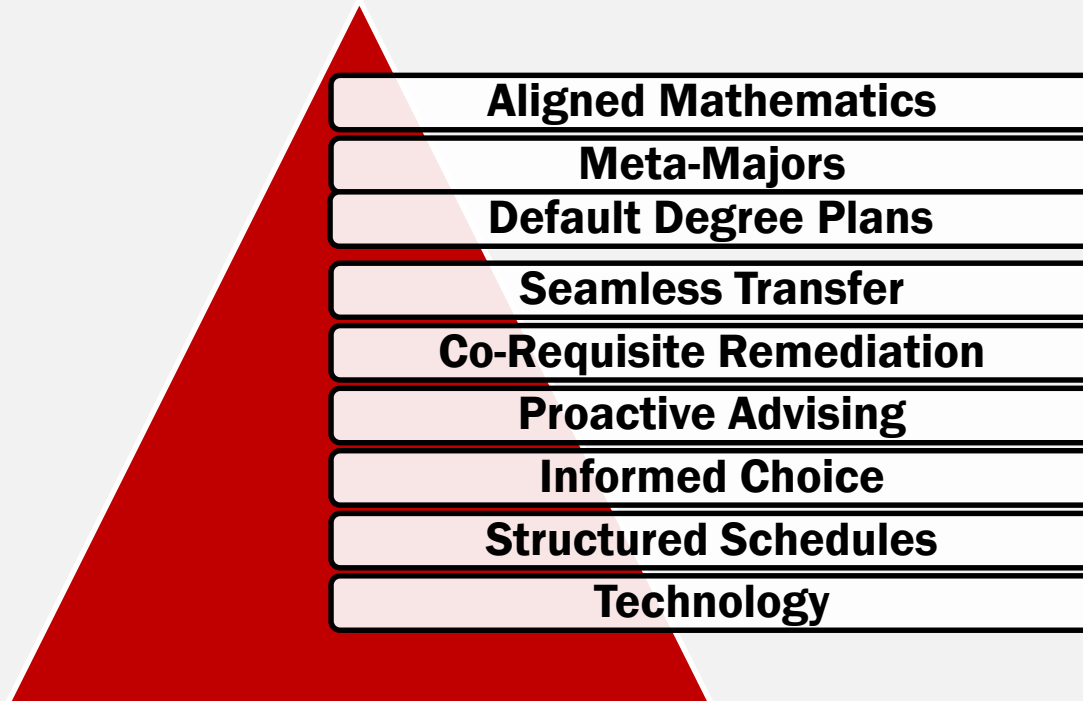 Aligned Mathematics
Meta-Majors
Default Degree Plans
Seamless Transfer
Co-Requisite Remediation
Proactive Advising
Informed Choice
Structured Schedules
Technology